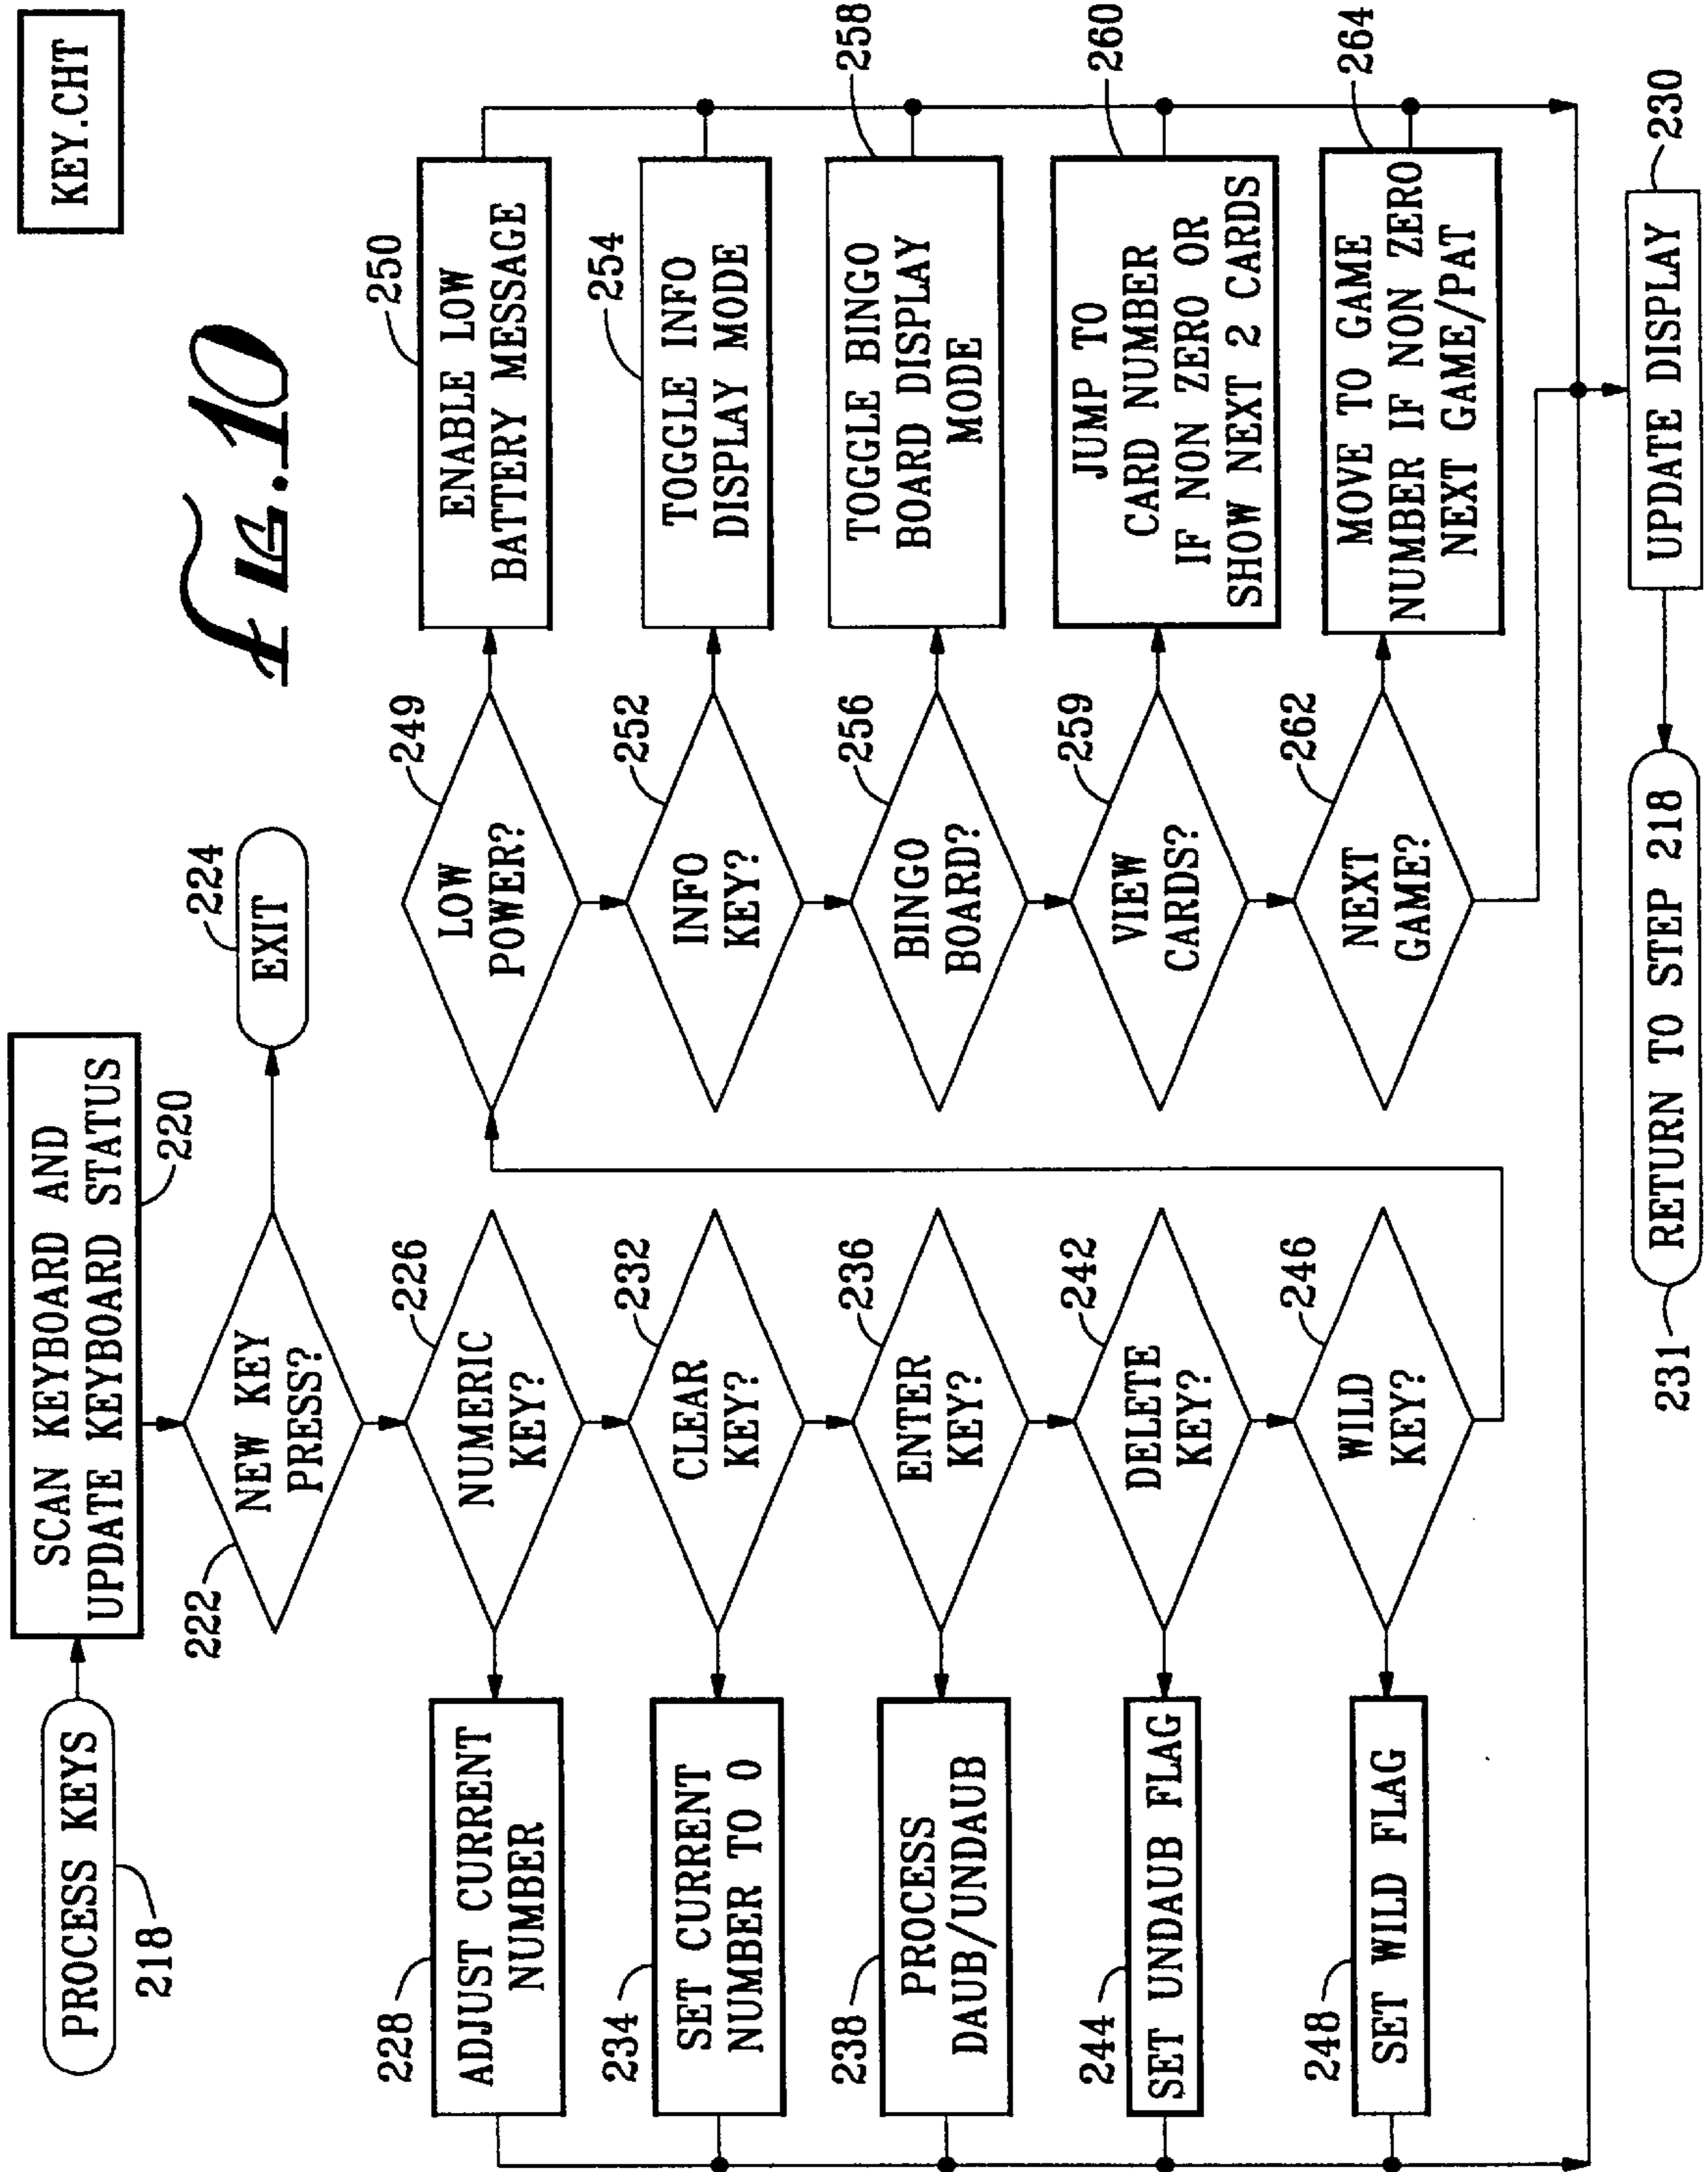 KEY.CHT
FIG. 10
PROCESS KEYS
218
SCAN KEYBOARD AND
UPDATE KEYBOARD STATUS
220
222
NEW KEY
PRESS?
EXIT
224
228
ADJUST CURRENT
NUMBER
NUMERIC
KEY?
226
234
SET CURRENT
NUMBER TO 0
CLEAR
KEY?
232
238
PROCESS
DAUB/UNDAUB
ENTER
KEY?
236
244
SET UNDAUB FLAG
DELETE
KEY?
242
248
SET WILD FLAG
WILD
KEY?
246
LOW
POWER?
249
ENABLE LOW
BATTERY MESSAGE
250
INFO
KEY?
252
TOGGLE INFO
DISPLAY MODE
254
BINGO
BOARD?
256
TOGGLE BINGO
BOARD DISPLAY
MODE
258
VIEW
CARDS?
259
JUMP TO
CARD NUMBER
IF NON ZERO OR
SHOW NEXT 2 CARDS
260
NEXT
GAME?
262
MOVE TO GAME
NUMBER IF NON ZERO
NEXT GAME/PAT
264
231
RETURN TO STEP 218
UPDATE DISPLAY
230